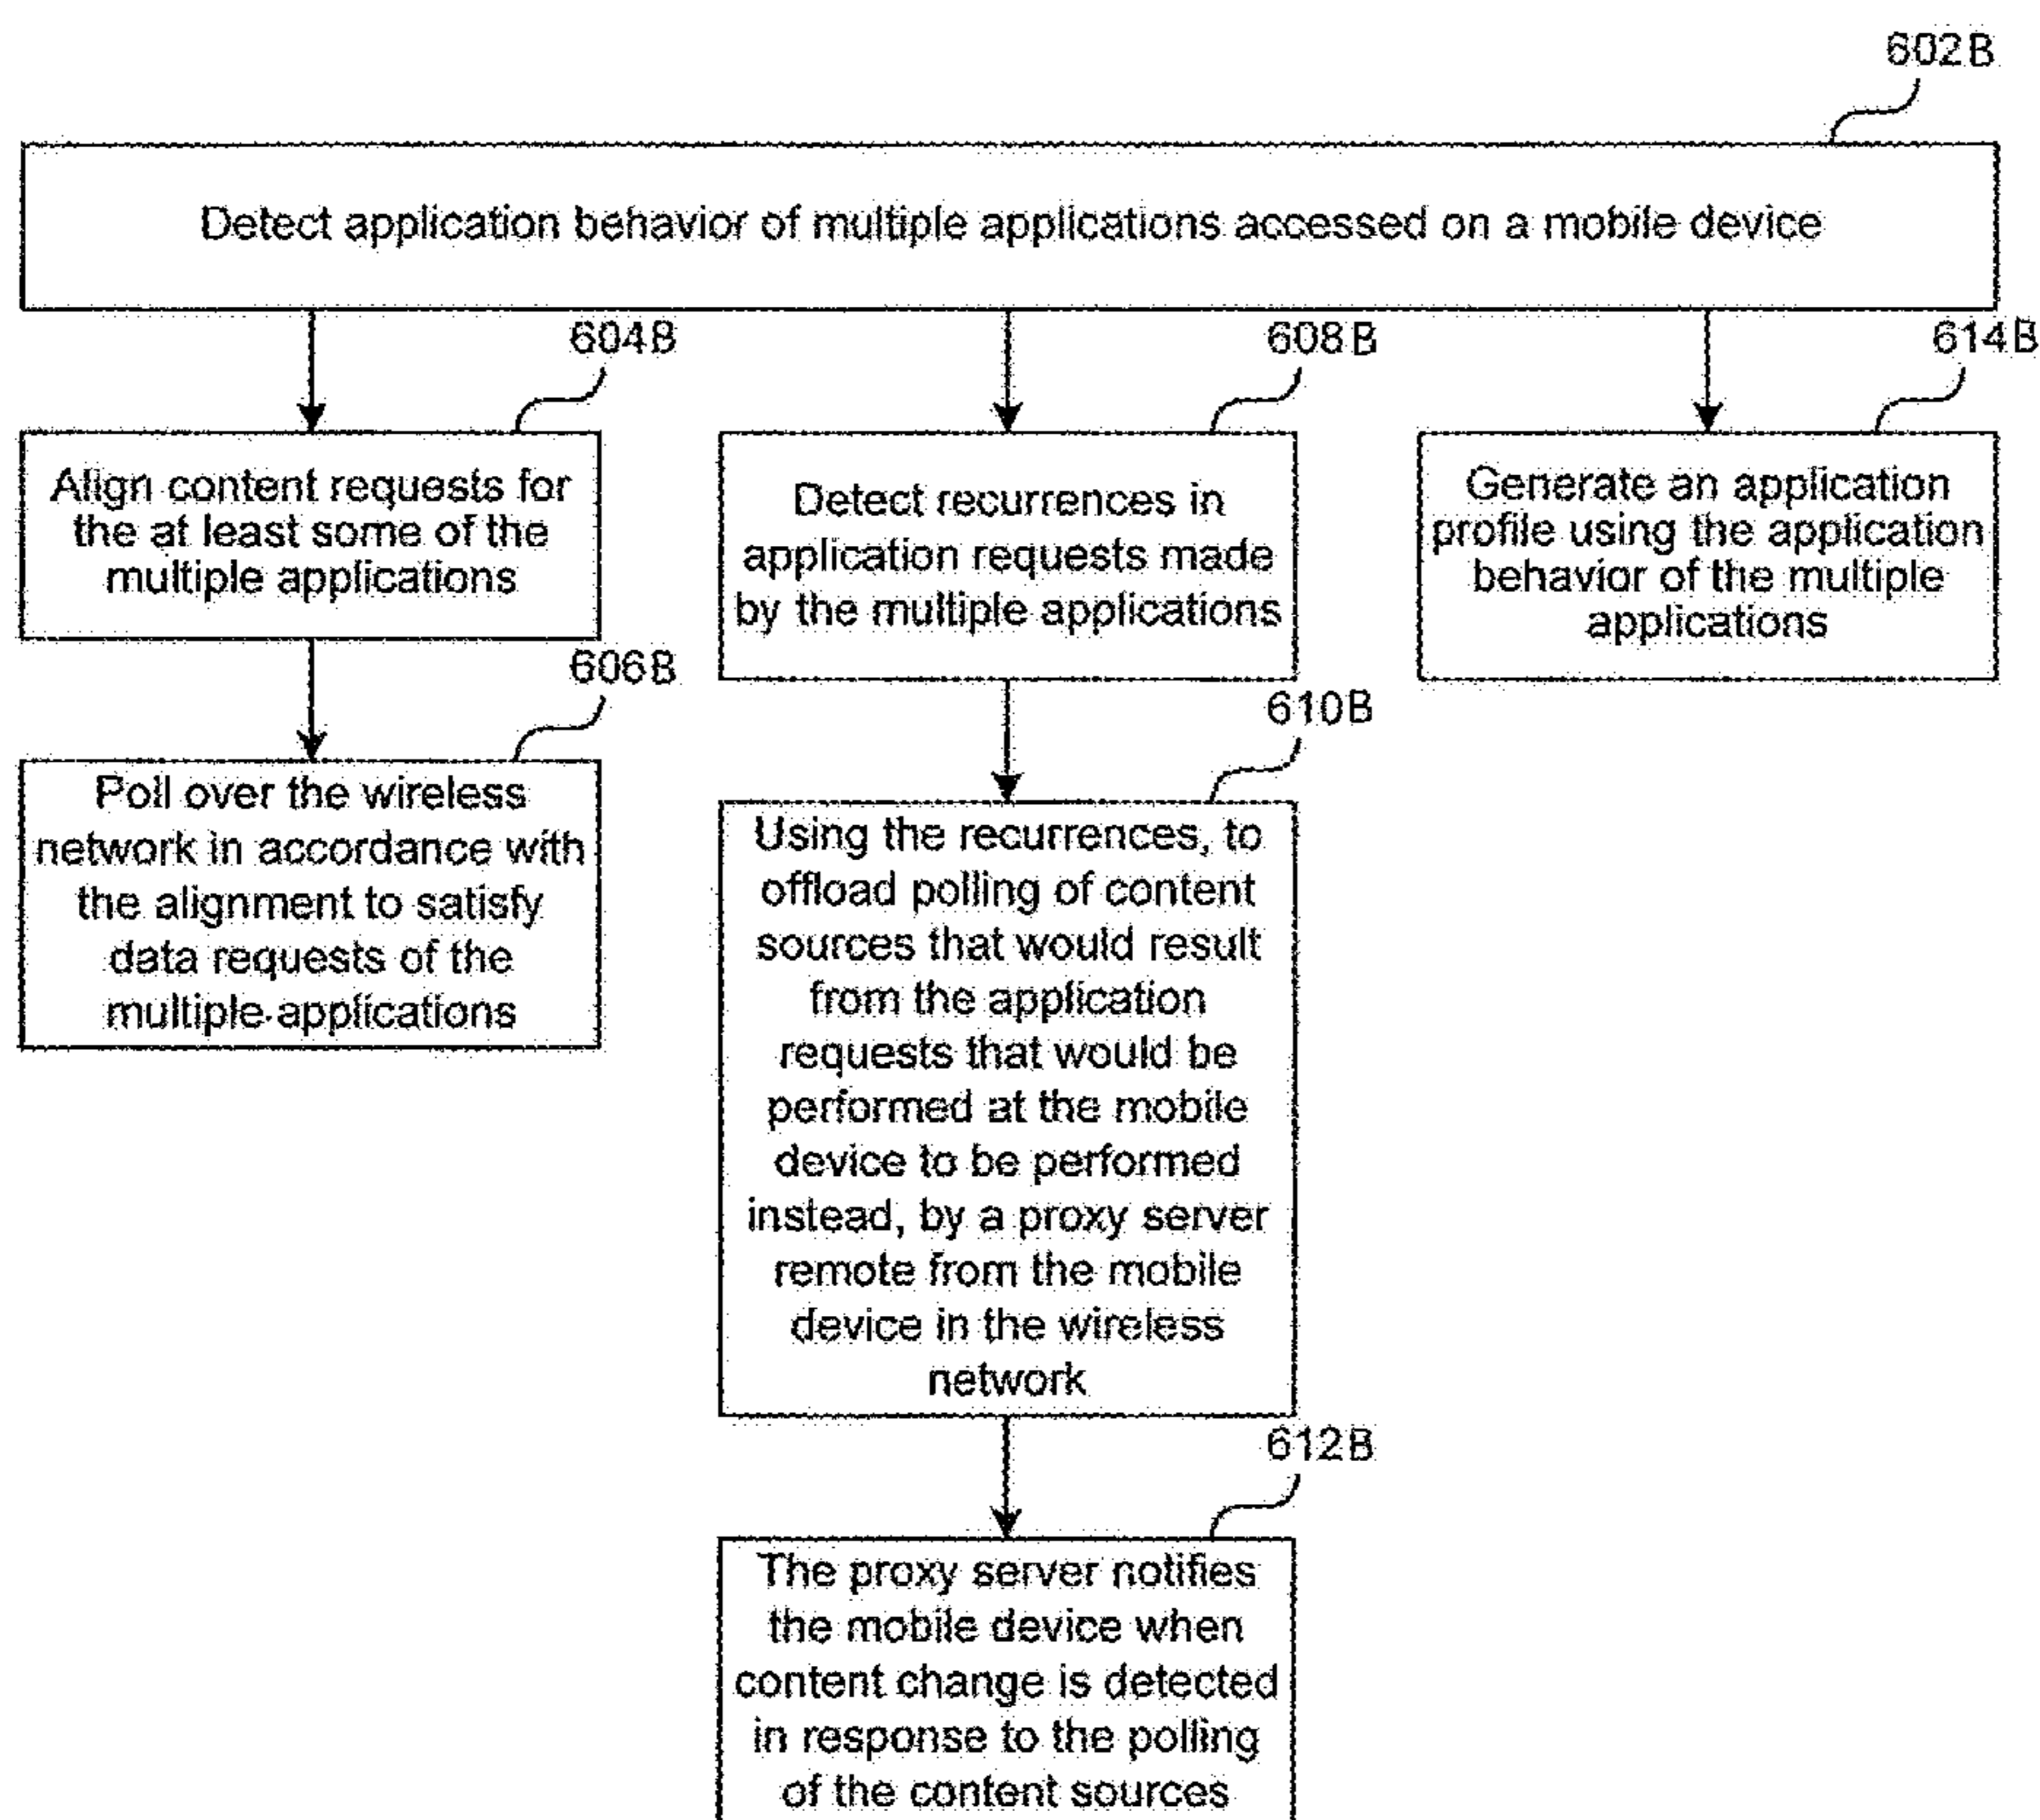 602B
Detect application behavior of multiple applications accessed on a mobile device
604B
Align content requests for
the at least some of the
multiple applications
606B
Poll over the wireless
network in accordance with
the alignment to satisfy
data requests of the
multiple applications
608B
Detect recurrences in
application requests made
by the multiple applications
610B
Using the recurrences, to
offload polling of content
sources that would result
from the application
requests that would be
performed at the mobile
device to be performed
instead, by a proxy server
remote from the mobile
device in the wireless
network
612B
The proxy server notifies
the mobile device when
content change is detected
in response to the polling
of the content sources
614B
Generate an application
profile using the application
behavior of the multiple
applications